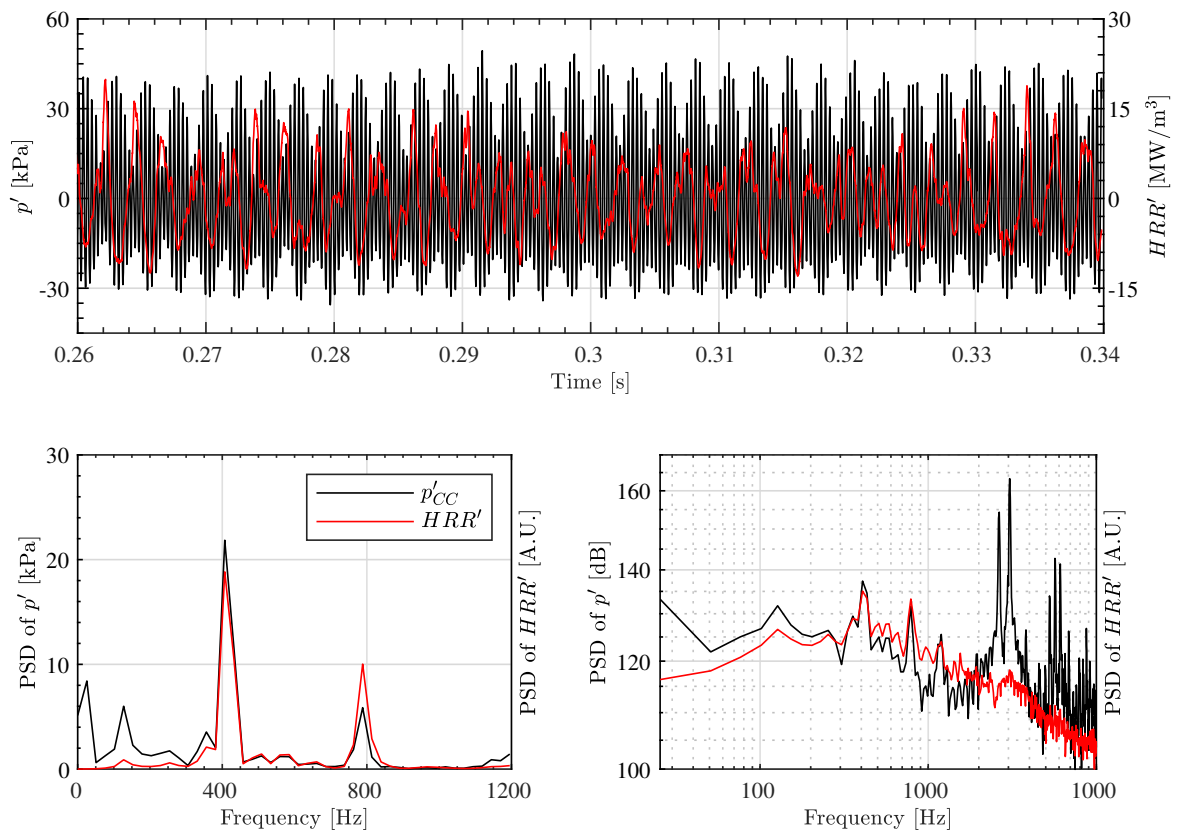 60
30
0
-30
p′ [kPa]
30
15
0
-15
HRR′ [MW/m³]
0.26 0.27 0.28 0.29 0.3 0.31 0.32 0.33 0.34
Time [s]
30
20
10
0
PSD of p′ [kPa]
p′CC
HRR′
PSD of HRR′ [A.U.]
0 400 800 1200
Frequency [Hz]
160
140
120
100
PSD of p′ [dB]
PSD of HRR′ [A.U.]
100 1000 1000
Frequency [Hz]